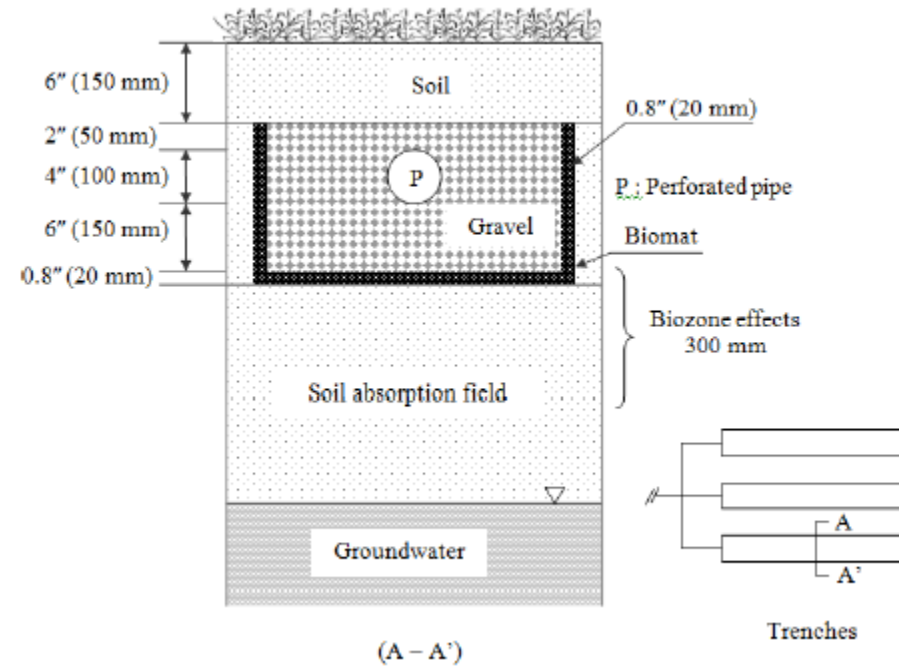 6″ (150 mm)
Soil
2″ (50 mm)
0.8″ (20 mm)
4″ (100 mm)
P
P : Perforated pipe
6″ (150 mm)
Gravel
Biomat
0.8″ (20 mm)
Biozone effects
300 mm
Soil absorption field
A
Groundwater
A’
Trenches
(A – A’)